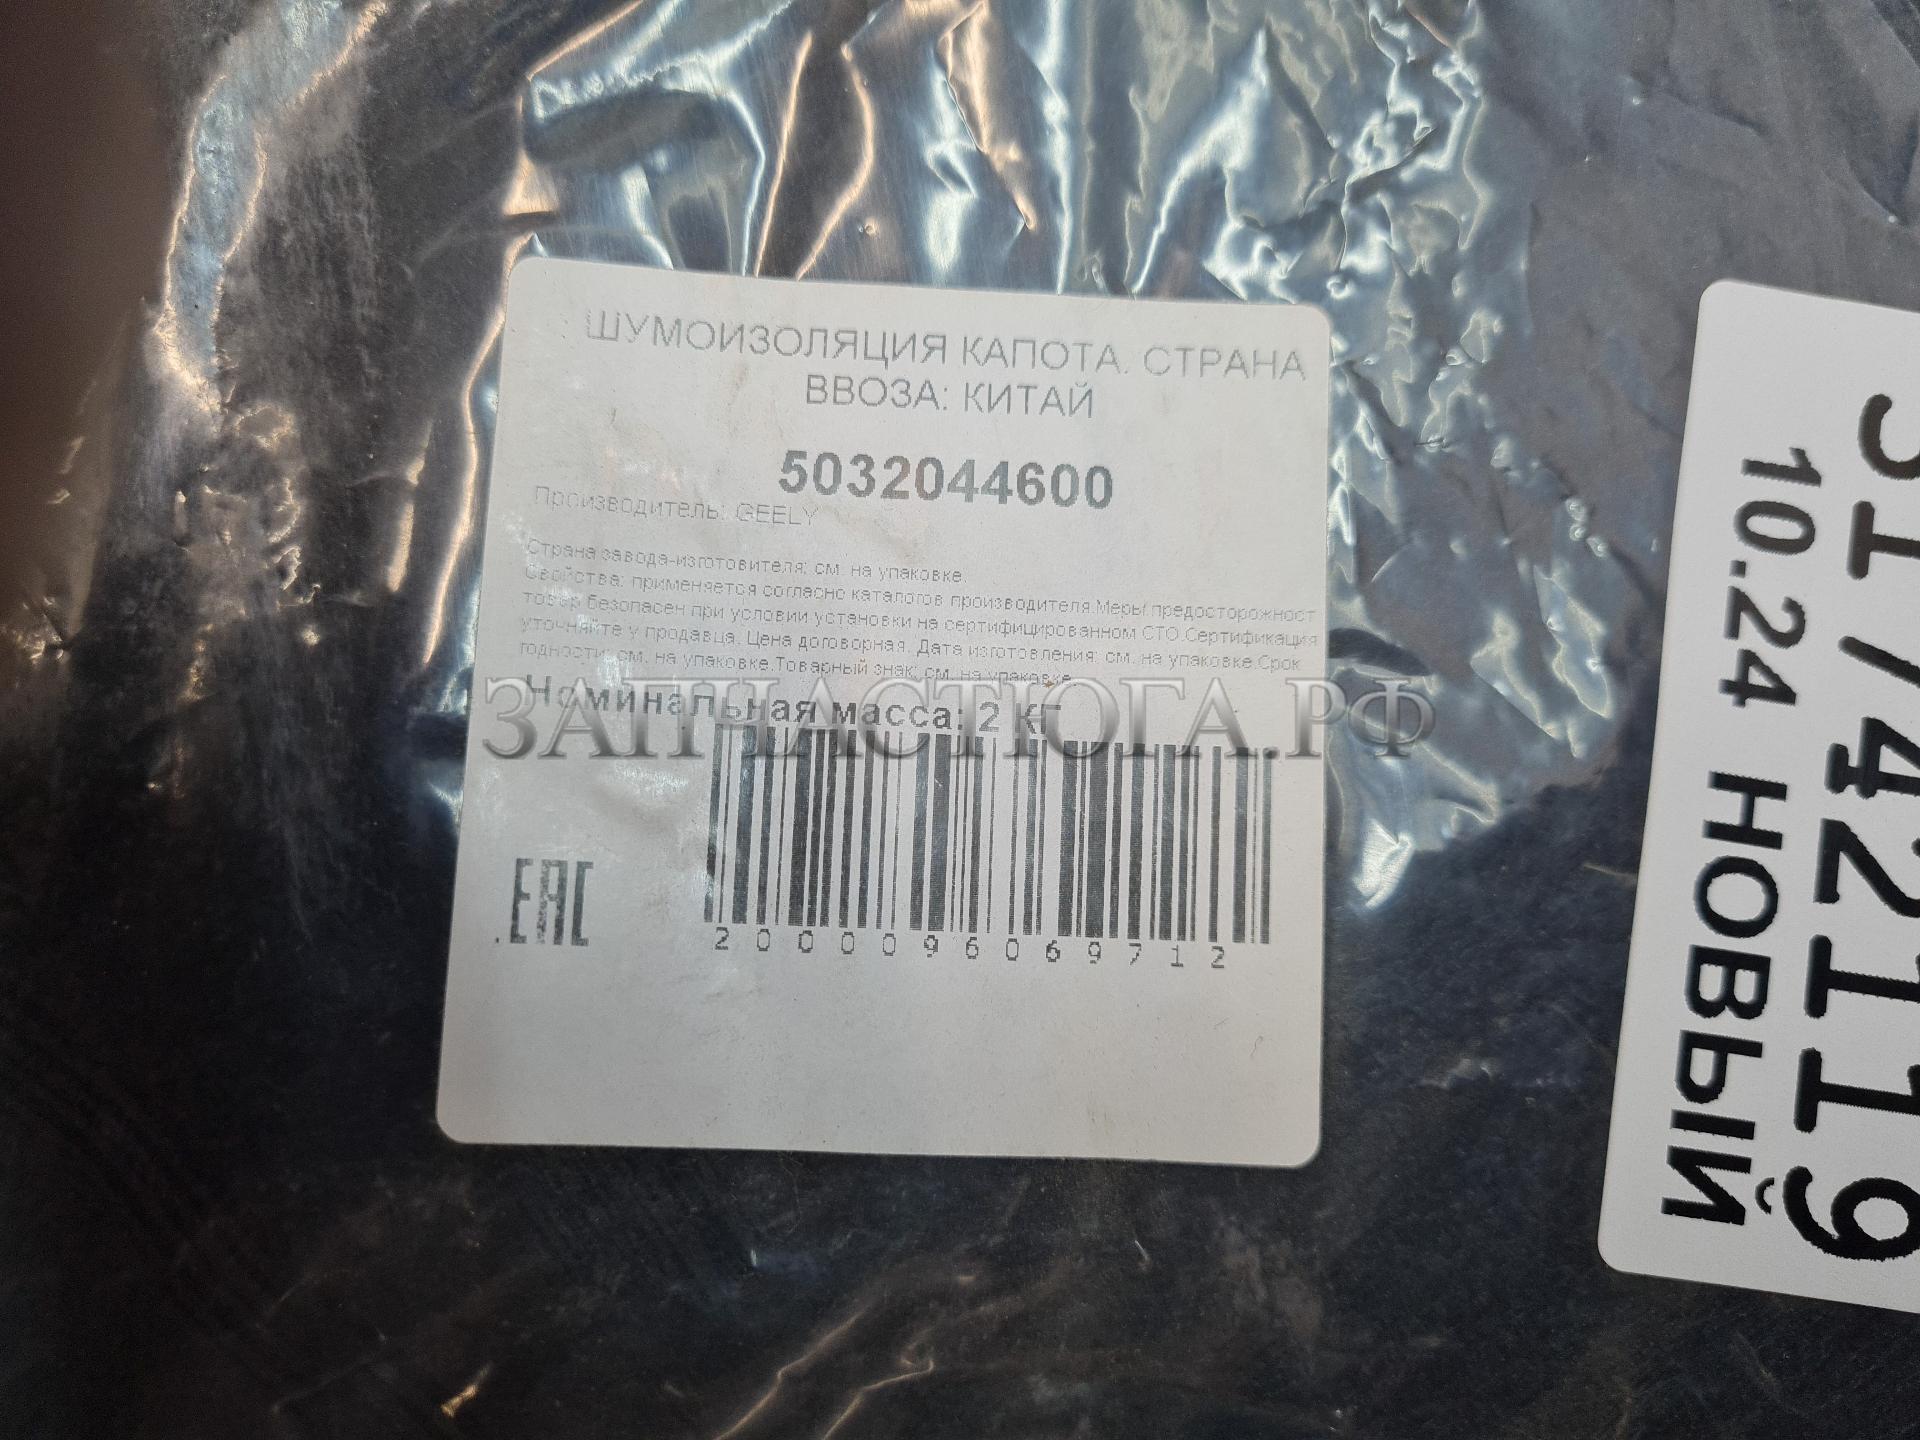 ШУМОИЗОЛЯЦИЯ КАПОТА. СТРАНА
ВВОЗА: КИТАЙ
5032044600
Производитель: GEELY
Страна завода-изготовителя: см. на упаковке.
Свойства: применяется согласно каталогов производителя.Меры предосторожност
товар безопасен при условии установки на сертифицированном СТО.Сертификация
уточняйте у продавца. Цена договорная. Дата изготовления: см. на упаковке.Срок
годности: см. на упаковке.Товарный знак: см. на упаковке.
Номинальная масса: 2 кг
ЗАПЧАСТЮГА.РФ
EAC
2000096069712
51742119
10.24 НОВЫЙ